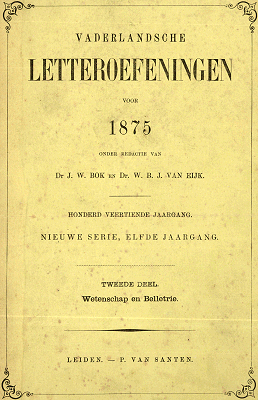 VADERLANDSCHE
LETTEROEFENINGEN
VOOR
1875
ONDER REDACTIE VAN
Dr J. W. BOK EN Dr. W. R. J. VAN EIJK.
HONDERD VEERTIENDE JAARGANG.
NIEUWE SERIE, ELFDE JAARGANG.
TWEEDE DEEL.
Wetenschap en Belletrie.
LEIDEN. — P. VAN SANTEN.